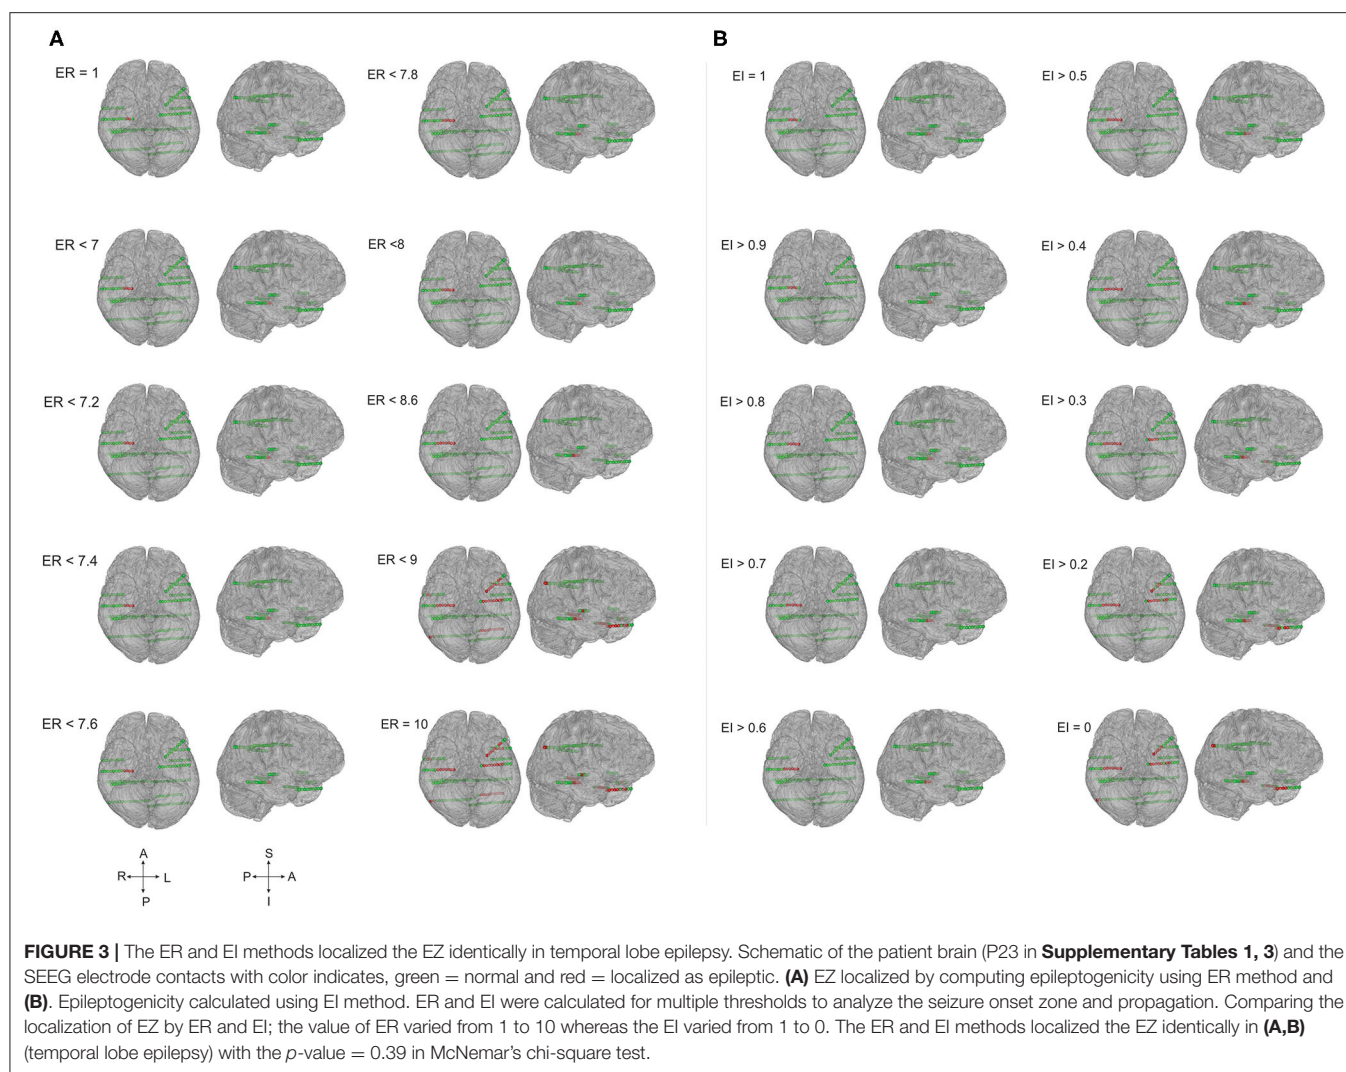 A
B
ER = 1
ER < 7.8
EI = 1
EI > 0.5
ER < 7
ER <8
EI > 0.9
EI > 0.4
ER < 7.2
ER < 8.6
EI > 0.8
EI > 0.3
ER < 7.4
ER < 9
EI > 0.7
EI > 0.2
ER < 7.6
ER = 10
EI > 0.6
EI = 0
A
R
L
P
S
P
A
I
FIGURE 3 | The ER and EI methods localized the EZ identically in temporal lobe epilepsy. Schematic of the patient brain (P23 in Supplementary Tables 1, 3) and the
SEEG electrode contacts with color indicates, green = normal and red = localized as epileptic. (A) EZ localized by computing epileptogenicity using ER method and
(B). Epileptogenicity calculated using EI method. ER and EI were calculated for multiple thresholds to analyze the seizure onset zone and propagation. Comparing the
localization of EZ by ER and EI; the value of ER varied from 1 to 10 whereas the EI varied from 1 to 0. The ER and EI methods localized the EZ identically in (A,B)
(temporal lobe epilepsy) with the p-value = 0.39 in McNemar's chi-square test.